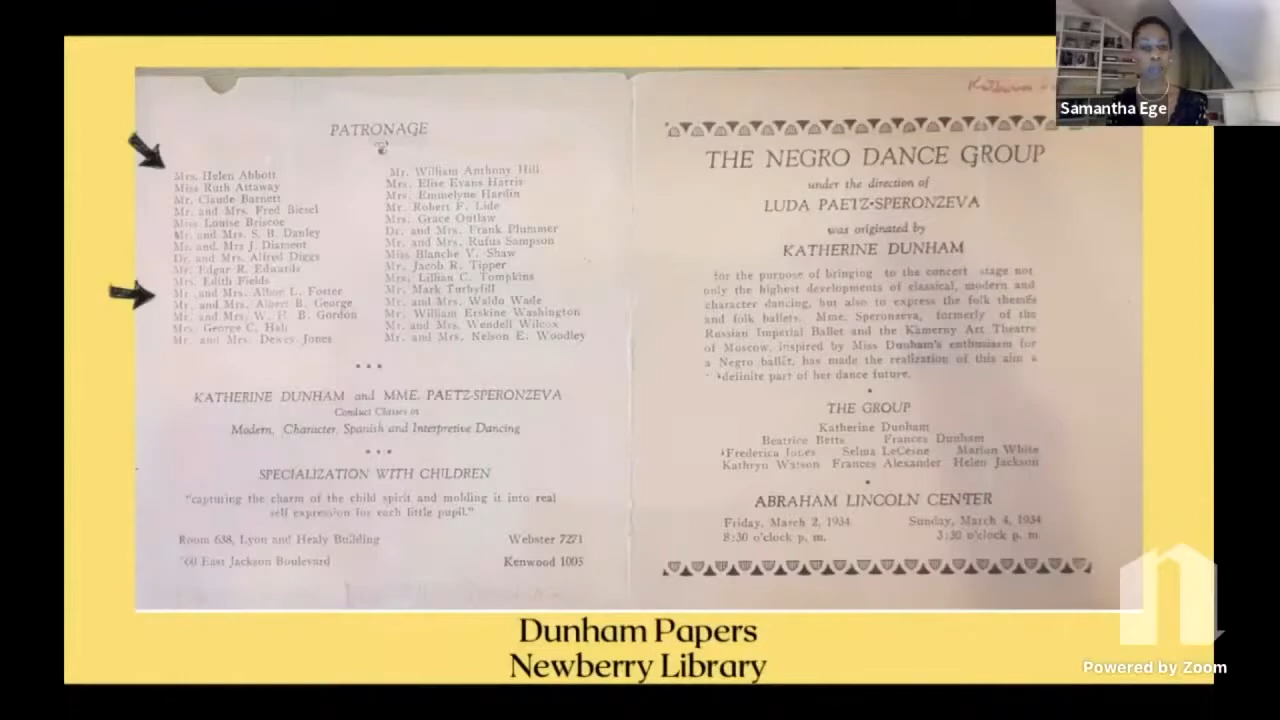 Samantha Ege
PATRONAGE
Mrs. Helen Abbott
Miss Ruth Attaway
Mr. Claude Barnett
Mr. and Mrs. Fred Biesel
Miss Louise Briscoe
Mr. and Mrs. S. B. Danley
Mr. and Mrs J. Diament
Dr. and Mrs. Alfred Diggs
Mr. Edgar R. Edwards
Mrs. Edith Fields
Mr. and Mrs. Albon L. Foster
Mr. and Mrs. Albert B. George
Mr. and Mrs. W. H. B. Gordon
Mrs. George C. Hall
Mr. and Mrs. Dewey Jones
Mr. William Anthony Hill
Mrs. Elise Evans Harris
Mrs. Emmelyne Hardin
Mr. Robert F. Lide
Mrs. Grace Outlaw
Dr. and Mrs. Frank Plummer
Mr. and Mrs. Rufus Sampson
Miss Blanche V. Shaw
Mr. Jacob R. Tipper
Mrs. Lillian C. Tompkins
Mr. Mark Turbyfill
Mr. and Mrs. Waldo Wade
Mr. William Erskine Washington
Mr. and Mrs. Wendell Wilcox
Mr. and Mrs. Nelson E. Woodley
KATHERINE DUNHAM and MME. PAETZ-SPERONZEVA
Conduct Classes in
Modern, Character, Spanish and Interpretive Dancing
SPECIALIZATION WITH CHILDREN
"capturing the charm of the child spirit and molding it into real
self expression for each little pupil."
Room 638, Lyon and Healy Building Webster 7271
60 East Jackson Boulevard Kenwood 1005
THE NEGRO DANCE GROUP
under the direction of
LUDA PAETZ-SPERONZEVA
was originated by
KATHERINE DUNHAM
for the purpose of bringing to the concert stage not
only the highest developments of classical, modern and
character dancing, but also to express the folk themes
and folk ballets. Mme. Speronzeva, formerly of the
Russian Imperial Ballet and the Kamerny Art Theatre
of Moscow, inspired by Miss Dunham's enthusiasm for
a Negro ballet, has made the realization of this aim a
definite part of her dance future.
THE GROUP
Katherine Dunham
Beatrice Betts Frances Dunham
Frederica Jones Selma LeCesne Marion White
Kathryn Watson Frances Alexander Helen Jackson
ABRAHAM LINCOLN CENTER
Friday, March 2, 1934 Sunday, March 4, 1934
8:30 o'clock p. m. 3:30 o'clock p. m.
Dunham Papers
Newberry Library
Powered by Zoom